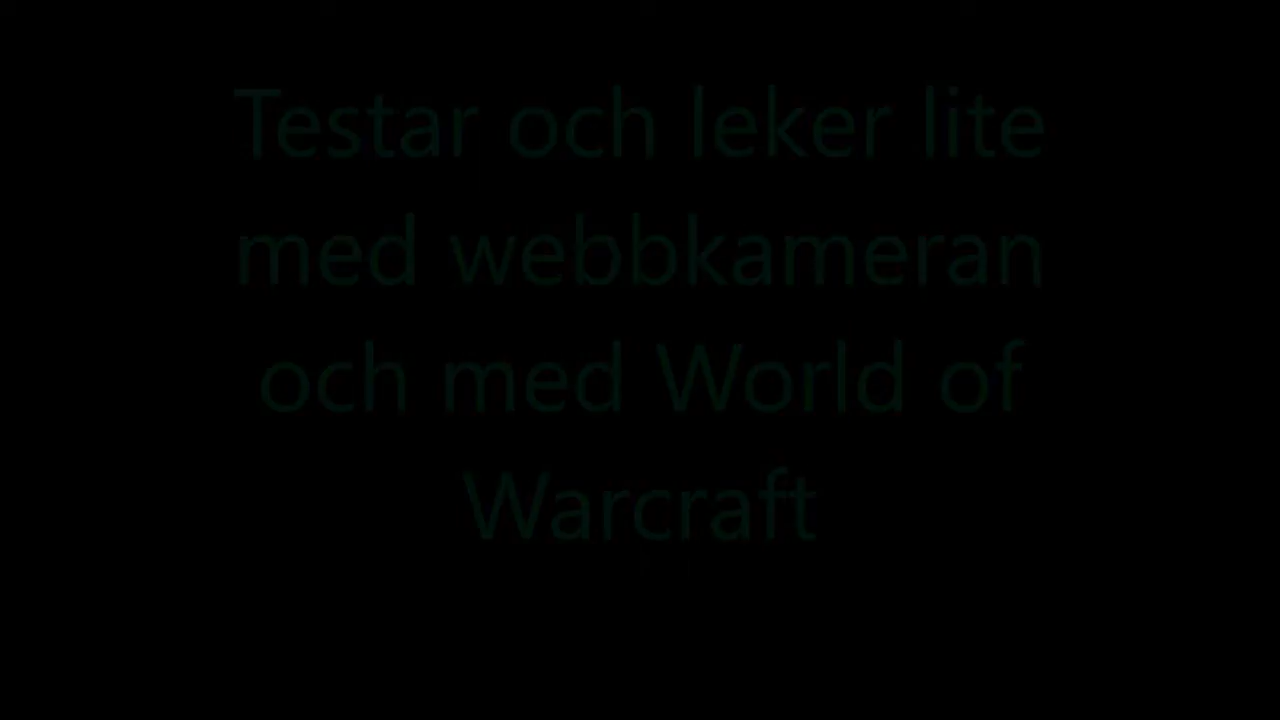 Testar och leker lite
med webbkameran
och med World of
Warcraft